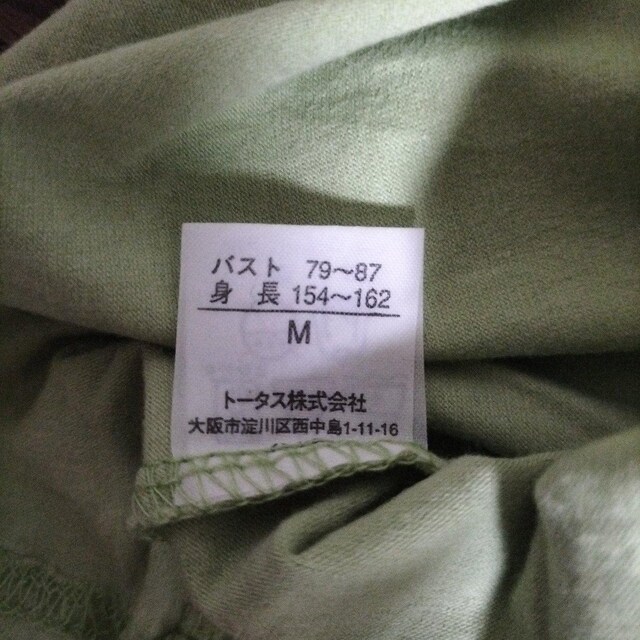 バスト 79〜87
身長 154〜162
M
トータス株式会社
大阪市淀川区西中島1-11-16